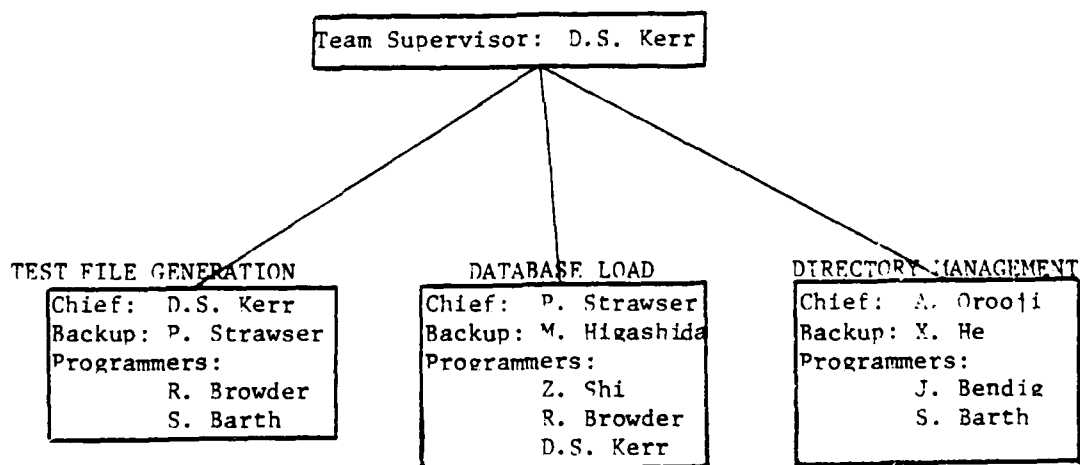 Team Supervisor: D.S. Kerr
TEST FILE GENERATION
Chief: D.S. Kerr
Backup: P. Strawser
Programmers:
R. Browder
S. Barth
DATABASE LOAD
Chief: P. Strawser
Backup: M. Higashida
Programmers:
Z. Shi
R. Browder
D.S. Kerr
DIRECTORY MANAGEMENT
Chief: A. Orooji
Backup: X. He
Programmers:
J. Bendig
S. Barth